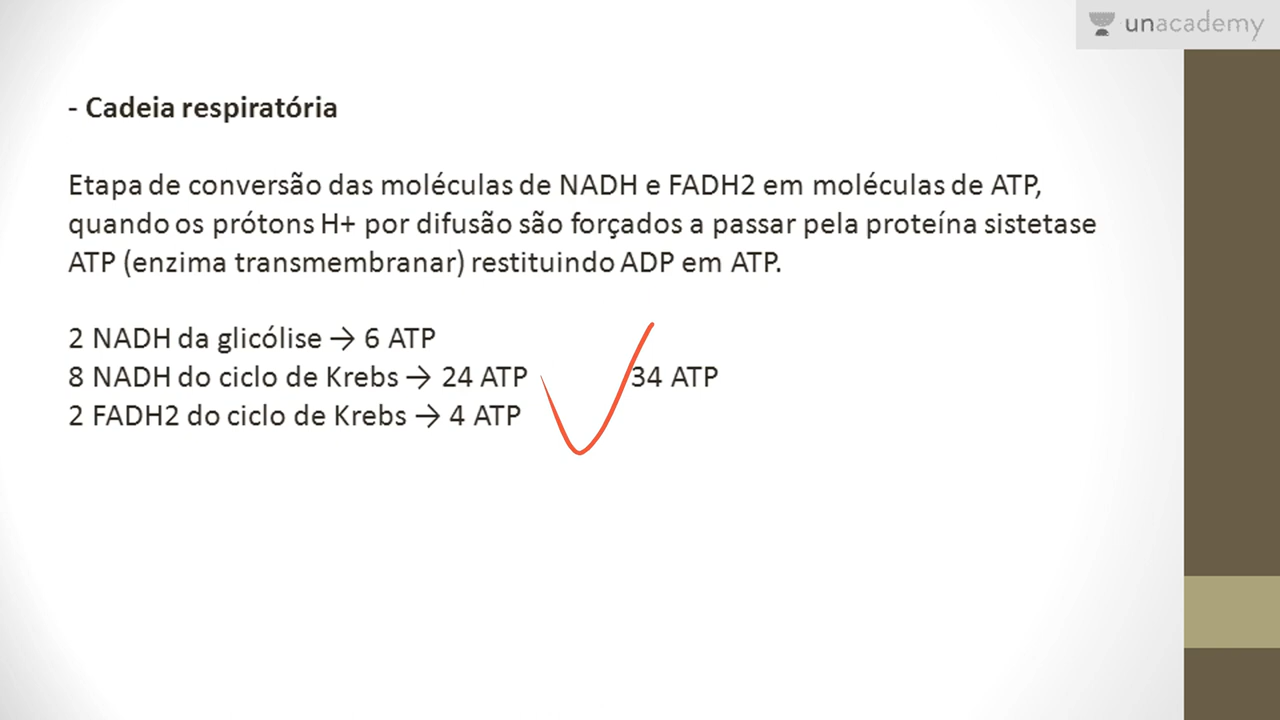 unacademy
- Cadeia respiratória
Etapa de conversão das moléculas de NADH e FADH2 em moléculas de ATP,
quando os prótons H+ por difusão são forçados a passar pela proteína sistetase
ATP (enzima transmembranar) restituindo ADP em ATP.
2 NADH da glicólise → 6 ATP
8 NADH do ciclo de Krebs → 24 ATP 34 ATP
2 FADH2 do ciclo de Krebs → 4 ATP